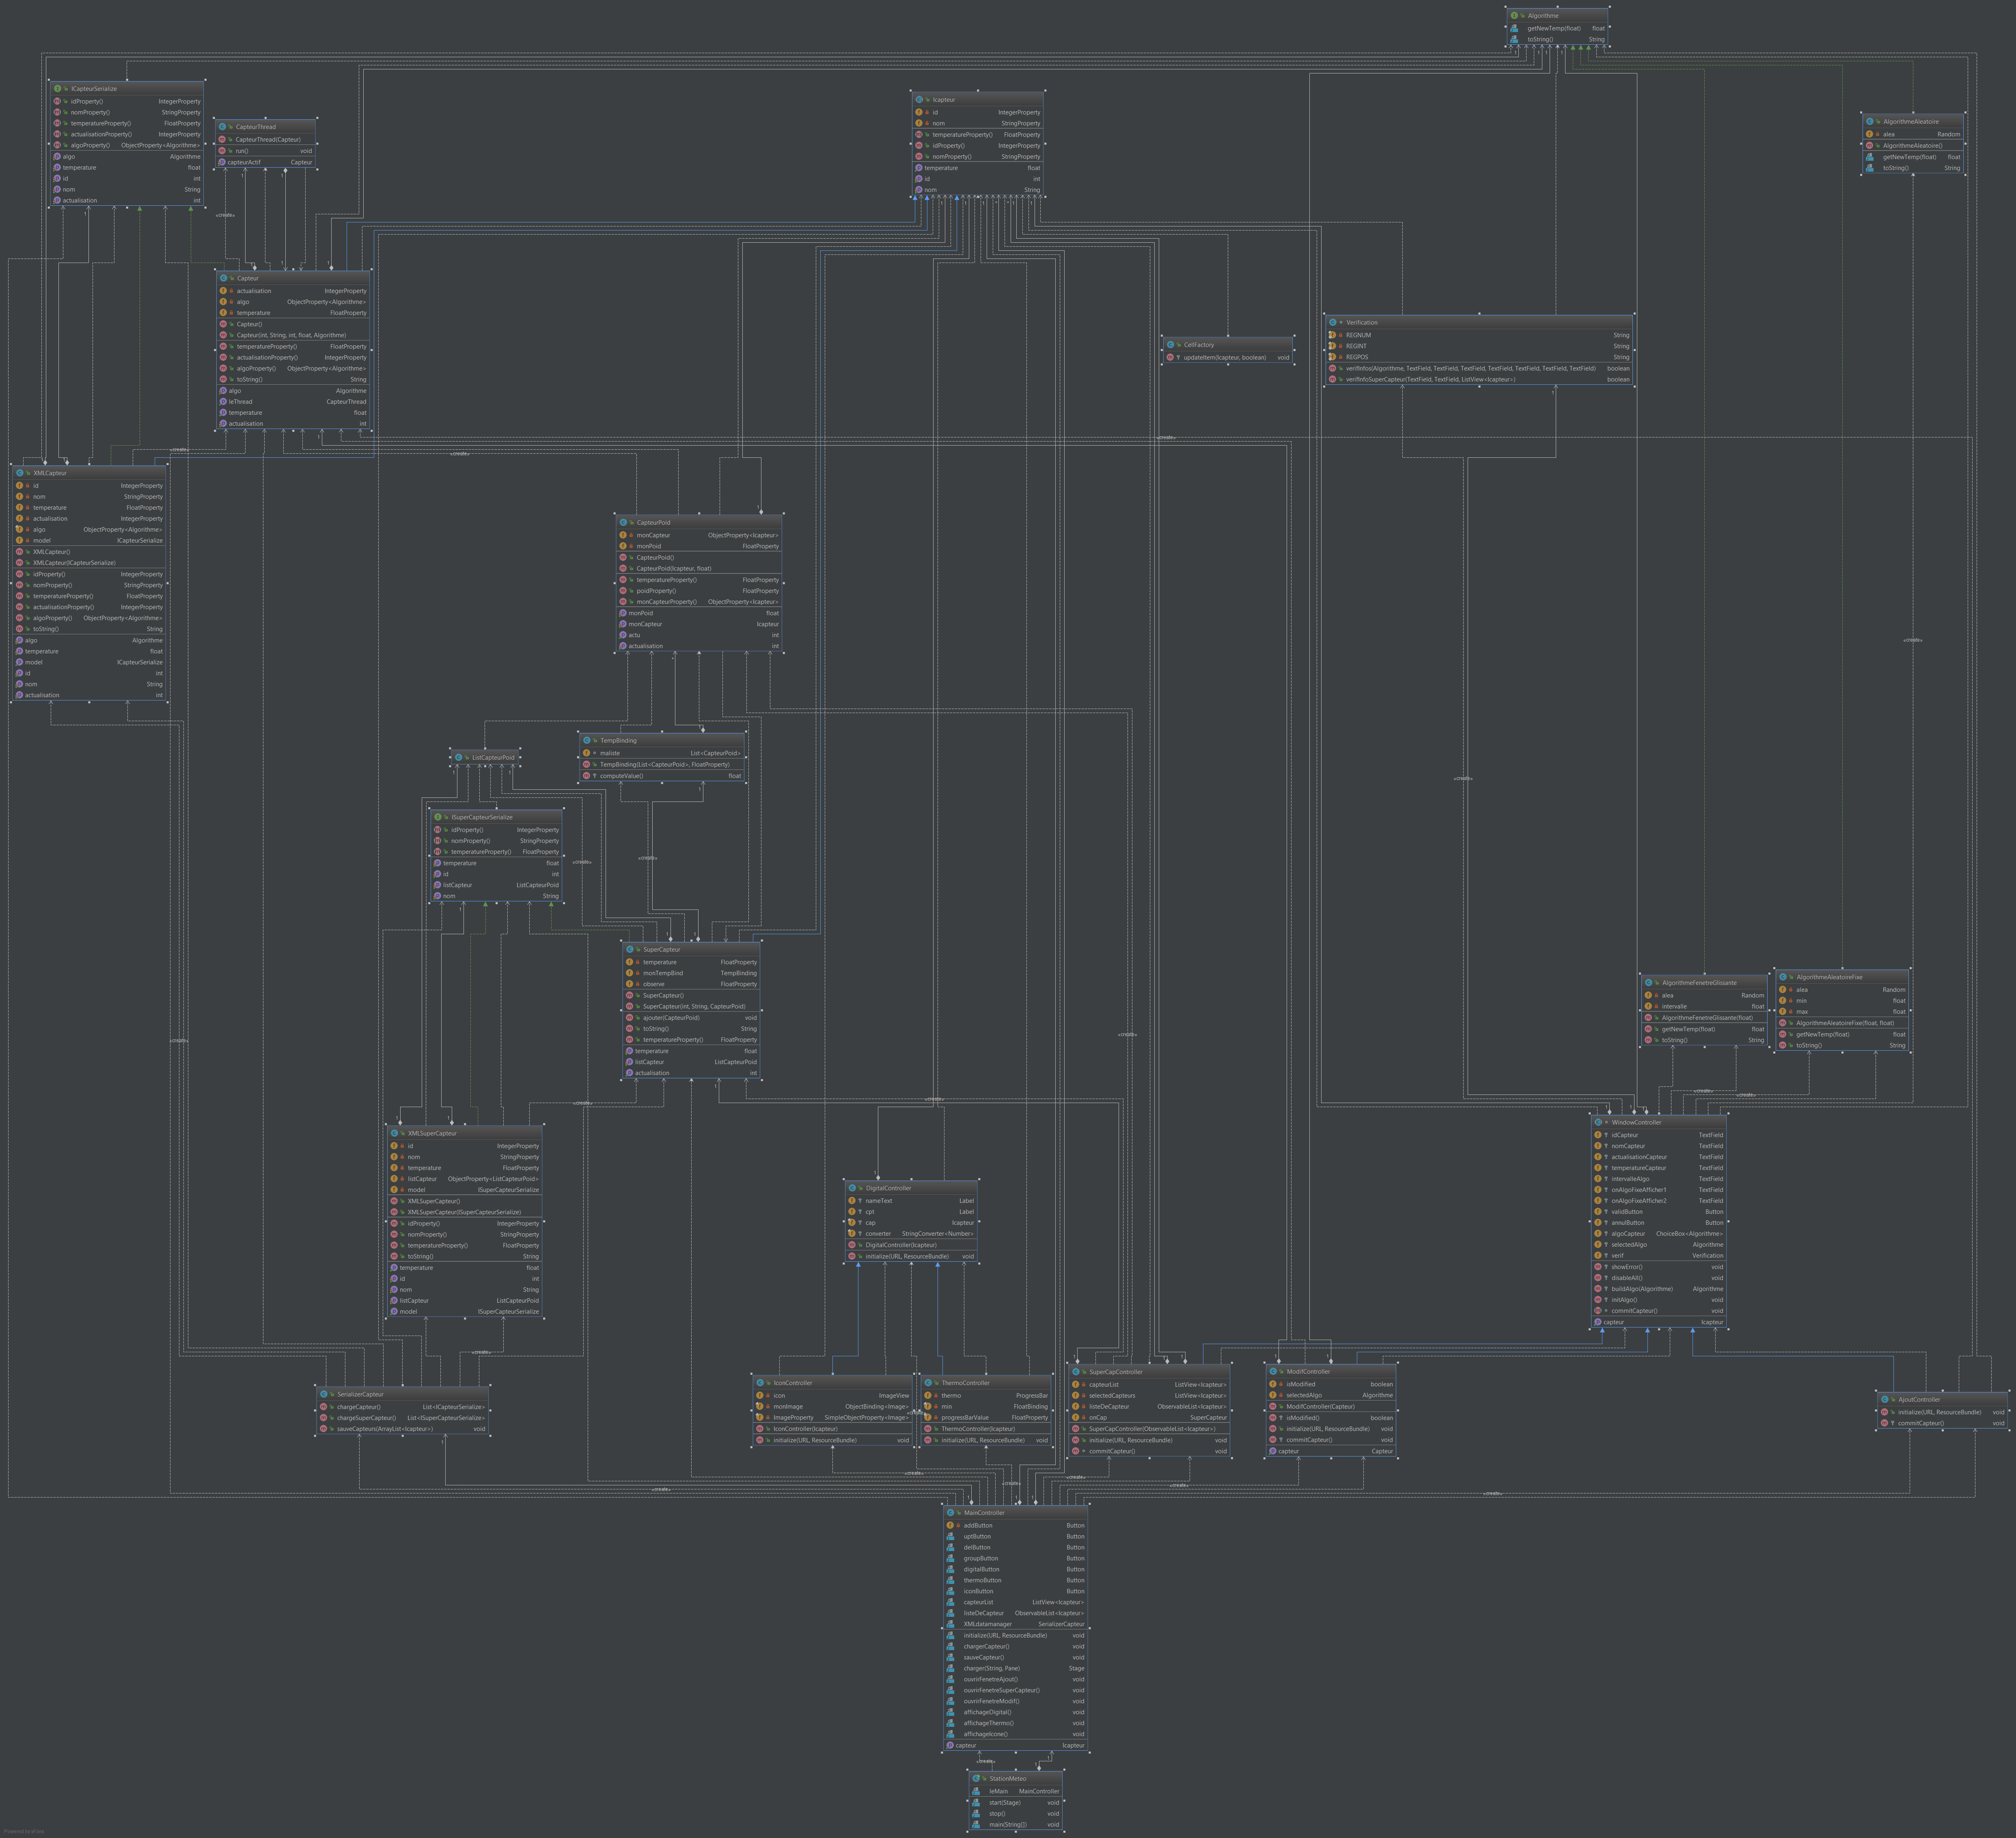 Algorithme
getNewTemp(float) float
toString() String
ICapteurSerialize
idProperty() IntegerProperty
nomProperty() StringProperty
temperatureProperty() FloatProperty
actualisationProperty() IntegerProperty
algoProperty() ObjectProperty<Algorithme>
algo Algorithme
temperature float
id int
nom String
actualisation int
CapteurThread
CapteurThread(Capteur)
run() void
capteurActif Capteur
Icapteur
id IntegerProperty
nom StringProperty
temperatureProperty() FloatProperty
idProperty() IntegerProperty
nomProperty() StringProperty
temperature float
id int
nom String
AlgorithmeAleatoire
alea Random
AlgorithmeAleatoire()
getNewTemp(float) float
toString() String
«create»
Capteur
actualisation IntegerProperty
algo ObjectProperty<Algorithme>
temperature FloatProperty
Capteur()
Capteur(int, String, int, float, Algorithme)
temperatureProperty() FloatProperty
actualisationProperty() IntegerProperty
algoProperty() ObjectProperty<Algorithme>
toString() String
algo Algorithme
leThread CapteurThread
temperature float
actualisation int
CellFactory
updateItem(Icapteur, boolean) void
Verification
REGNUM String
REGINT String
REGPOS String
verifInfos(Algorithme, TextField, TextField, TextField, TextField, TextField, TextField, TextField) boolean
verifInfoSuperCapteur(TextField, TextField, ListView<Icapteur>) boolean
«create»
«create»
«create»
XMLCapteur
id IntegerProperty
nom StringProperty
temperature FloatProperty
actualisation IntegerProperty
algo ObjectProperty<Algorithme>
model ICapteurSerialize
XMLCapteur()
XMLCapteur(ICapteurSerialize)
idProperty() IntegerProperty
nomProperty() StringProperty
temperatureProperty() FloatProperty
actualisationProperty() IntegerProperty
algoProperty() ObjectProperty<Algorithme>
toString() String
algo Algorithme
temperature float
model ICapteurSerialize
id int
nom String
actualisation int
CapteurPoid
monCapteur ObjectProperty<Icapteur>
monPoid FloatProperty
CapteurPoid()
CapteurPoid(Icapteur, float)
temperatureProperty() FloatProperty
poidProperty() FloatProperty
monCapteurProperty() ObjectProperty<Icapteur>
monPoid float
monCapteur Icapteur
actu int
actualisation int
«create»
TempBinding
maliste List<CapteurPoid>
TempBinding(List<CapteurPoid>, FloatProperty)
computeValue() float
ListCapteurPoid
«create»
ISuperCapteurSerialize
idProperty() IntegerProperty
nomProperty() StringProperty
temperatureProperty() FloatProperty
temperature float
id int
listCapteur ListCapteurPoid
nom String
«create»
«create»
SuperCapteur
temperature FloatProperty
monTempBind TempBinding
observe FloatProperty
SuperCapteur()
SuperCapteur(int, String, CapteurPoid)
ajouter(CapteurPoid) void
toString() String
temperatureProperty() FloatProperty
temperature float
listCapteur ListCapteurPoid
actualisation int
AlgorithmeFenetreGlissante
alea Random
intervalle float
AlgorithmeFenetreGlissante(float)
getNewTemp(float) float
toString() String
AlgorithmeAleatoireFixe
alea Random
min float
max float
AlgorithmeAleatoireFixe(float, float)
getNewTemp(float) float
toString() String
«create»
«create»
«create»
«create»
«create»
«create»
XMLSuperCapteur
id IntegerProperty
nom StringProperty
temperature FloatProperty
listCapteur ObjectProperty<ListCapteurPoid>
model ISuperCapteurSerialize
XMLSuperCapteur()
XMLSuperCapteur(ISuperCapteurSerialize)
idProperty() IntegerProperty
nomProperty() StringProperty
temperatureProperty() FloatProperty
toString() String
temperature float
id int
nom String
listCapteur ListCapteurPoid
model ISuperCapteurSerialize
DigitalController
nameText Label
cpt Label
cap Icapteur
converter StringConverter<Number>
DigitalController(Icapteur)
initialize(URL, ResourceBundle) void
WindowController
idCapteur TextField
nomCapteur TextField
actualisationCapteur TextField
temperatureCapteur TextField
intervalleAlgo TextField
onAlgoFixeAfficher1 TextField
onAlgoFixeAfficher2 TextField
validButton Button
annulButton Button
algoCapteur ChoiceBox<Algorithme>
selectedAlgo Algorithme
verif Verification
showError() void
disableAll() void
buildAlgo(Algorithme) Algorithme
initAlgo() void
commitCapteur() void
capteur Icapteur
«create»
SerializerCapteur
chargeCapteur() List<ICapteurSerialize>
chargeSuperCapteur() List<ISuperCapteurSerialize>
sauveCapteurs(ArrayList<Icapteur>) void
IconController
icon ImageView
monImage ObjectBinding<Image>
ImageProperty SimpleObjectProperty<Image>
IconController(Icapteur)
initialize(URL, ResourceBundle) void
«create»
ThermoController
thermo ProgressBar
min FloatBinding
progressBarValue FloatProperty
ThermoController(Icapteur)
initialize(URL, ResourceBundle) void
SuperCapController
capteurList ListView<Icapteur>
selectedCapteurs ListView<Icapteur>
listeDeCapteur ObservableList<Icapteur>
onCap SuperCapteur
SuperCapController(ObservableList<Icapteur>)
initialize(URL, ResourceBundle) void
commitCapteur() void
ModifController
isModified boolean
selectedAlgo Algorithme
ModifController(Capteur)
isModified() boolean
initialize(URL, ResourceBundle) void
commitCapteur() void
capteur Capteur
AjoutController
initialize(URL, ResourceBundle) void
commitCapteur() void
«create»
«create»
«create»
«create»
«create»
«create»
MainController
addButton Button
uptButton Button
delButton Button
groupButton Button
digitalButton Button
thermoButton Button
iconButton Button
capteurList ListView<Icapteur>
listeDeCapteur ObservableList<Icapteur>
XMLdatamanager SerializerCapteur
initialize(URL, ResourceBundle) void
chargerCapteur() void
sauveCapteur() void
charger(String, Pane) Stage
ouvrirFenetreAjout() void
ouvrirFenetreSuperCapteur() void
ouvrirFenetreModif() void
affichageDigital() void
affichageThermo() void
affichageIcone() void
capteur Icapteur
«create»
StationMeteo
leMain MainController
start(Stage) void
stop() void
main(String[]) void
Powered by yFiles